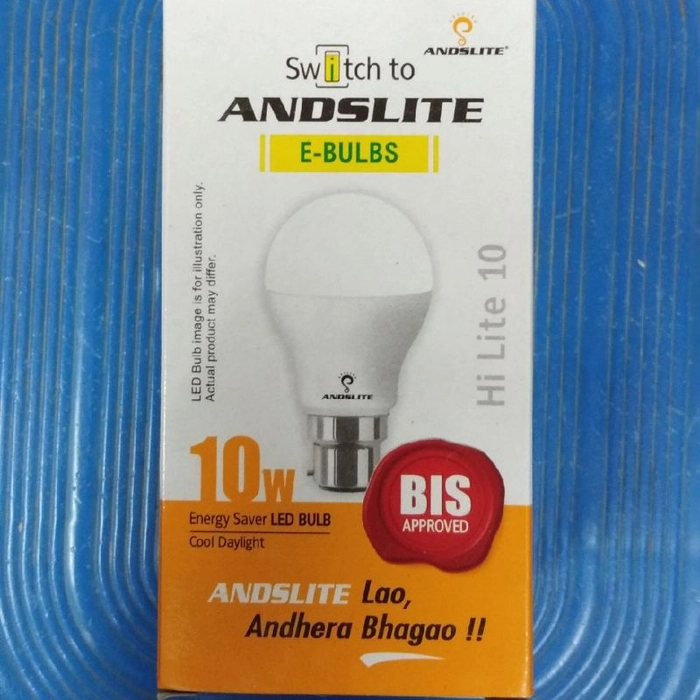 ANDSLITE®
Switch to
ANDSLITE
E-BULBS
LED Bulb image is for illustration only.
Actual product may differ.
Hi Lite 10
ANDSLITE
10W
Energy Saver LED BULB
Cool Daylight
BIS
APPROVED
ANDSLITE Lao,
Andhera Bhagao !!